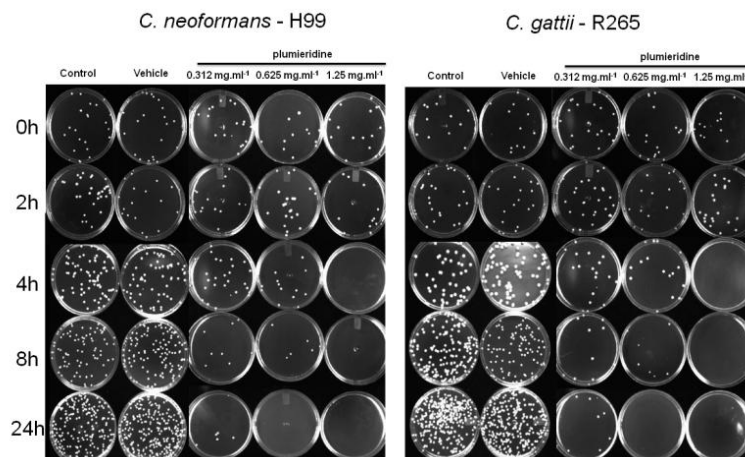 C. neoformans - H99
C. gattii - R265
plumieridine
plumieridine
Control Vehicle 0.312 mg.ml-¹ 0.625 mg.ml-¹ 1.25 mg.ml-¹
Control Vehicle 0.312 mg.ml-¹ 0.625 mg.ml-¹ 1.25 mg.ml-¹
0h
2h
4h
8h
24h